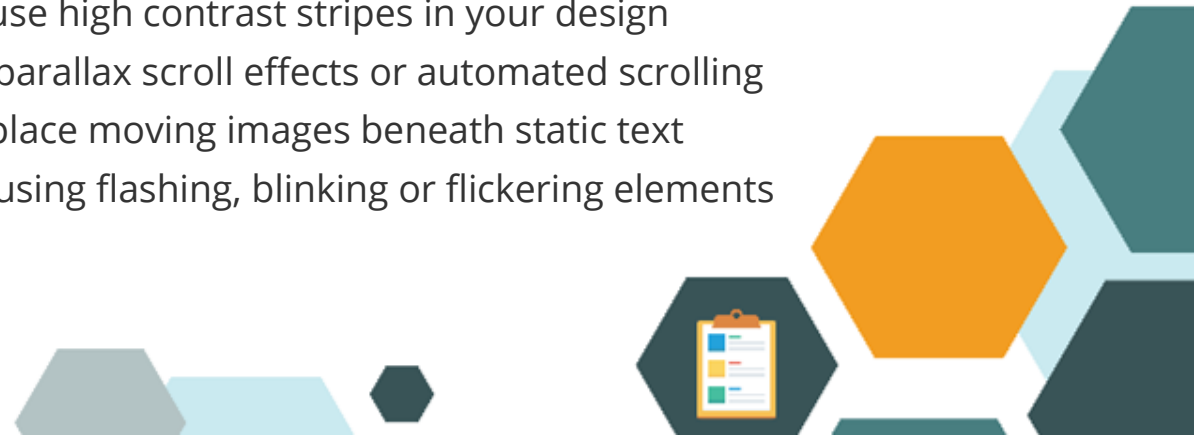 use high contrast stripes in your design
parallax scroll effects or automated scrolling
place moving images beneath static text
using flashing, blinking or flickering elements